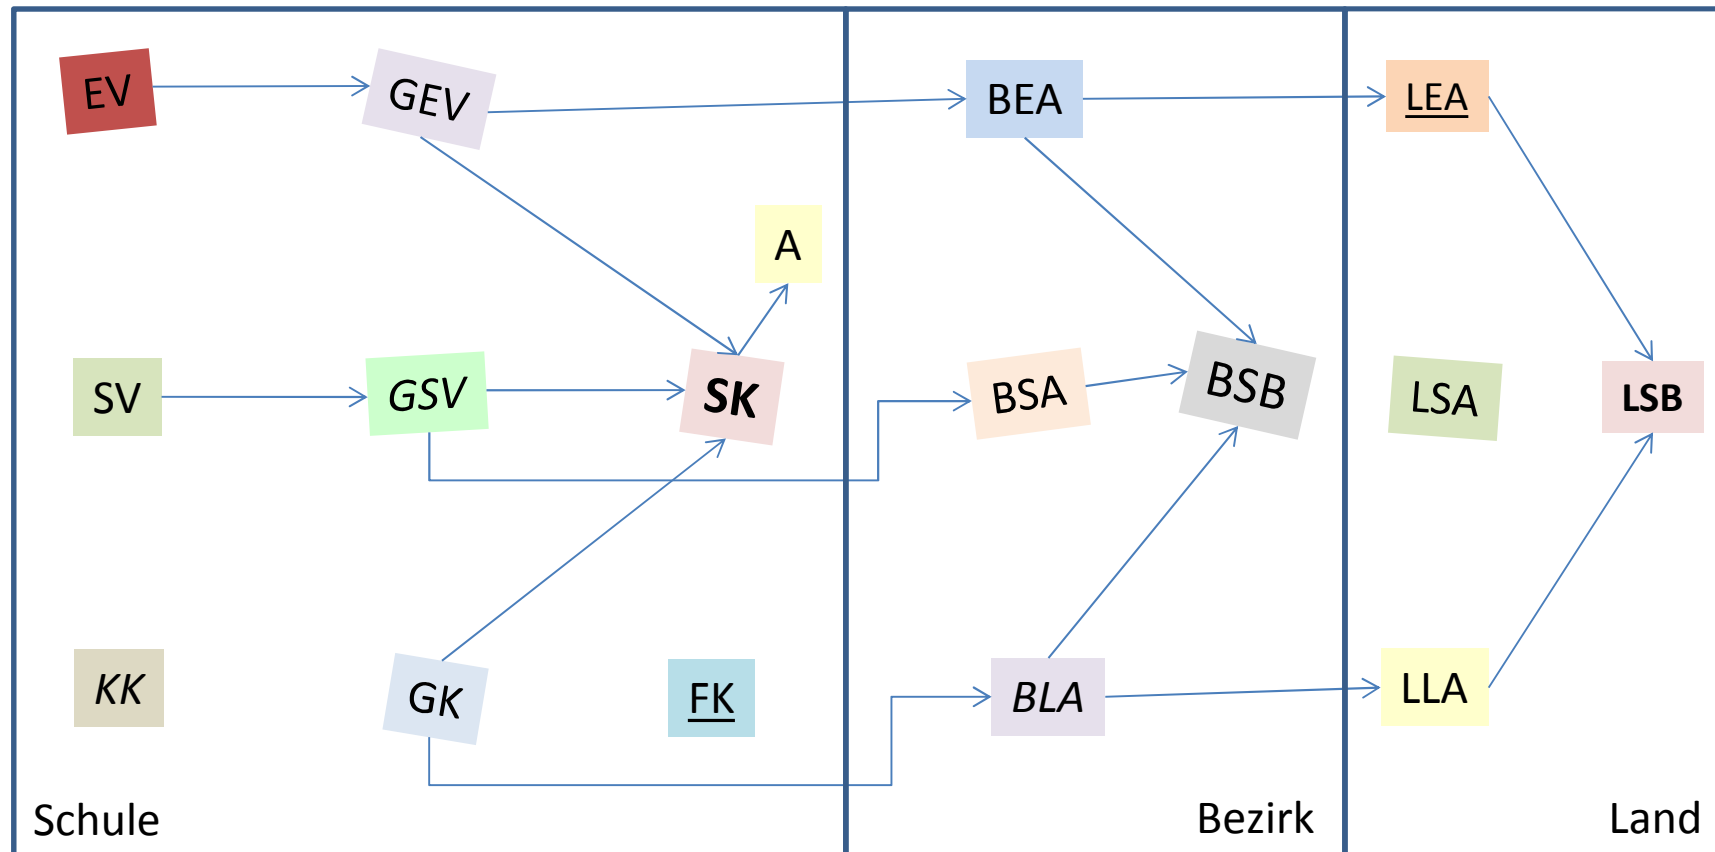 EV
GEV
BEA
LEA
A
SV
GSV
SK
BSA
BSB
LSA
LSB
KK
GK
FK
BLA
LLA
Schule
Bezirk
Land